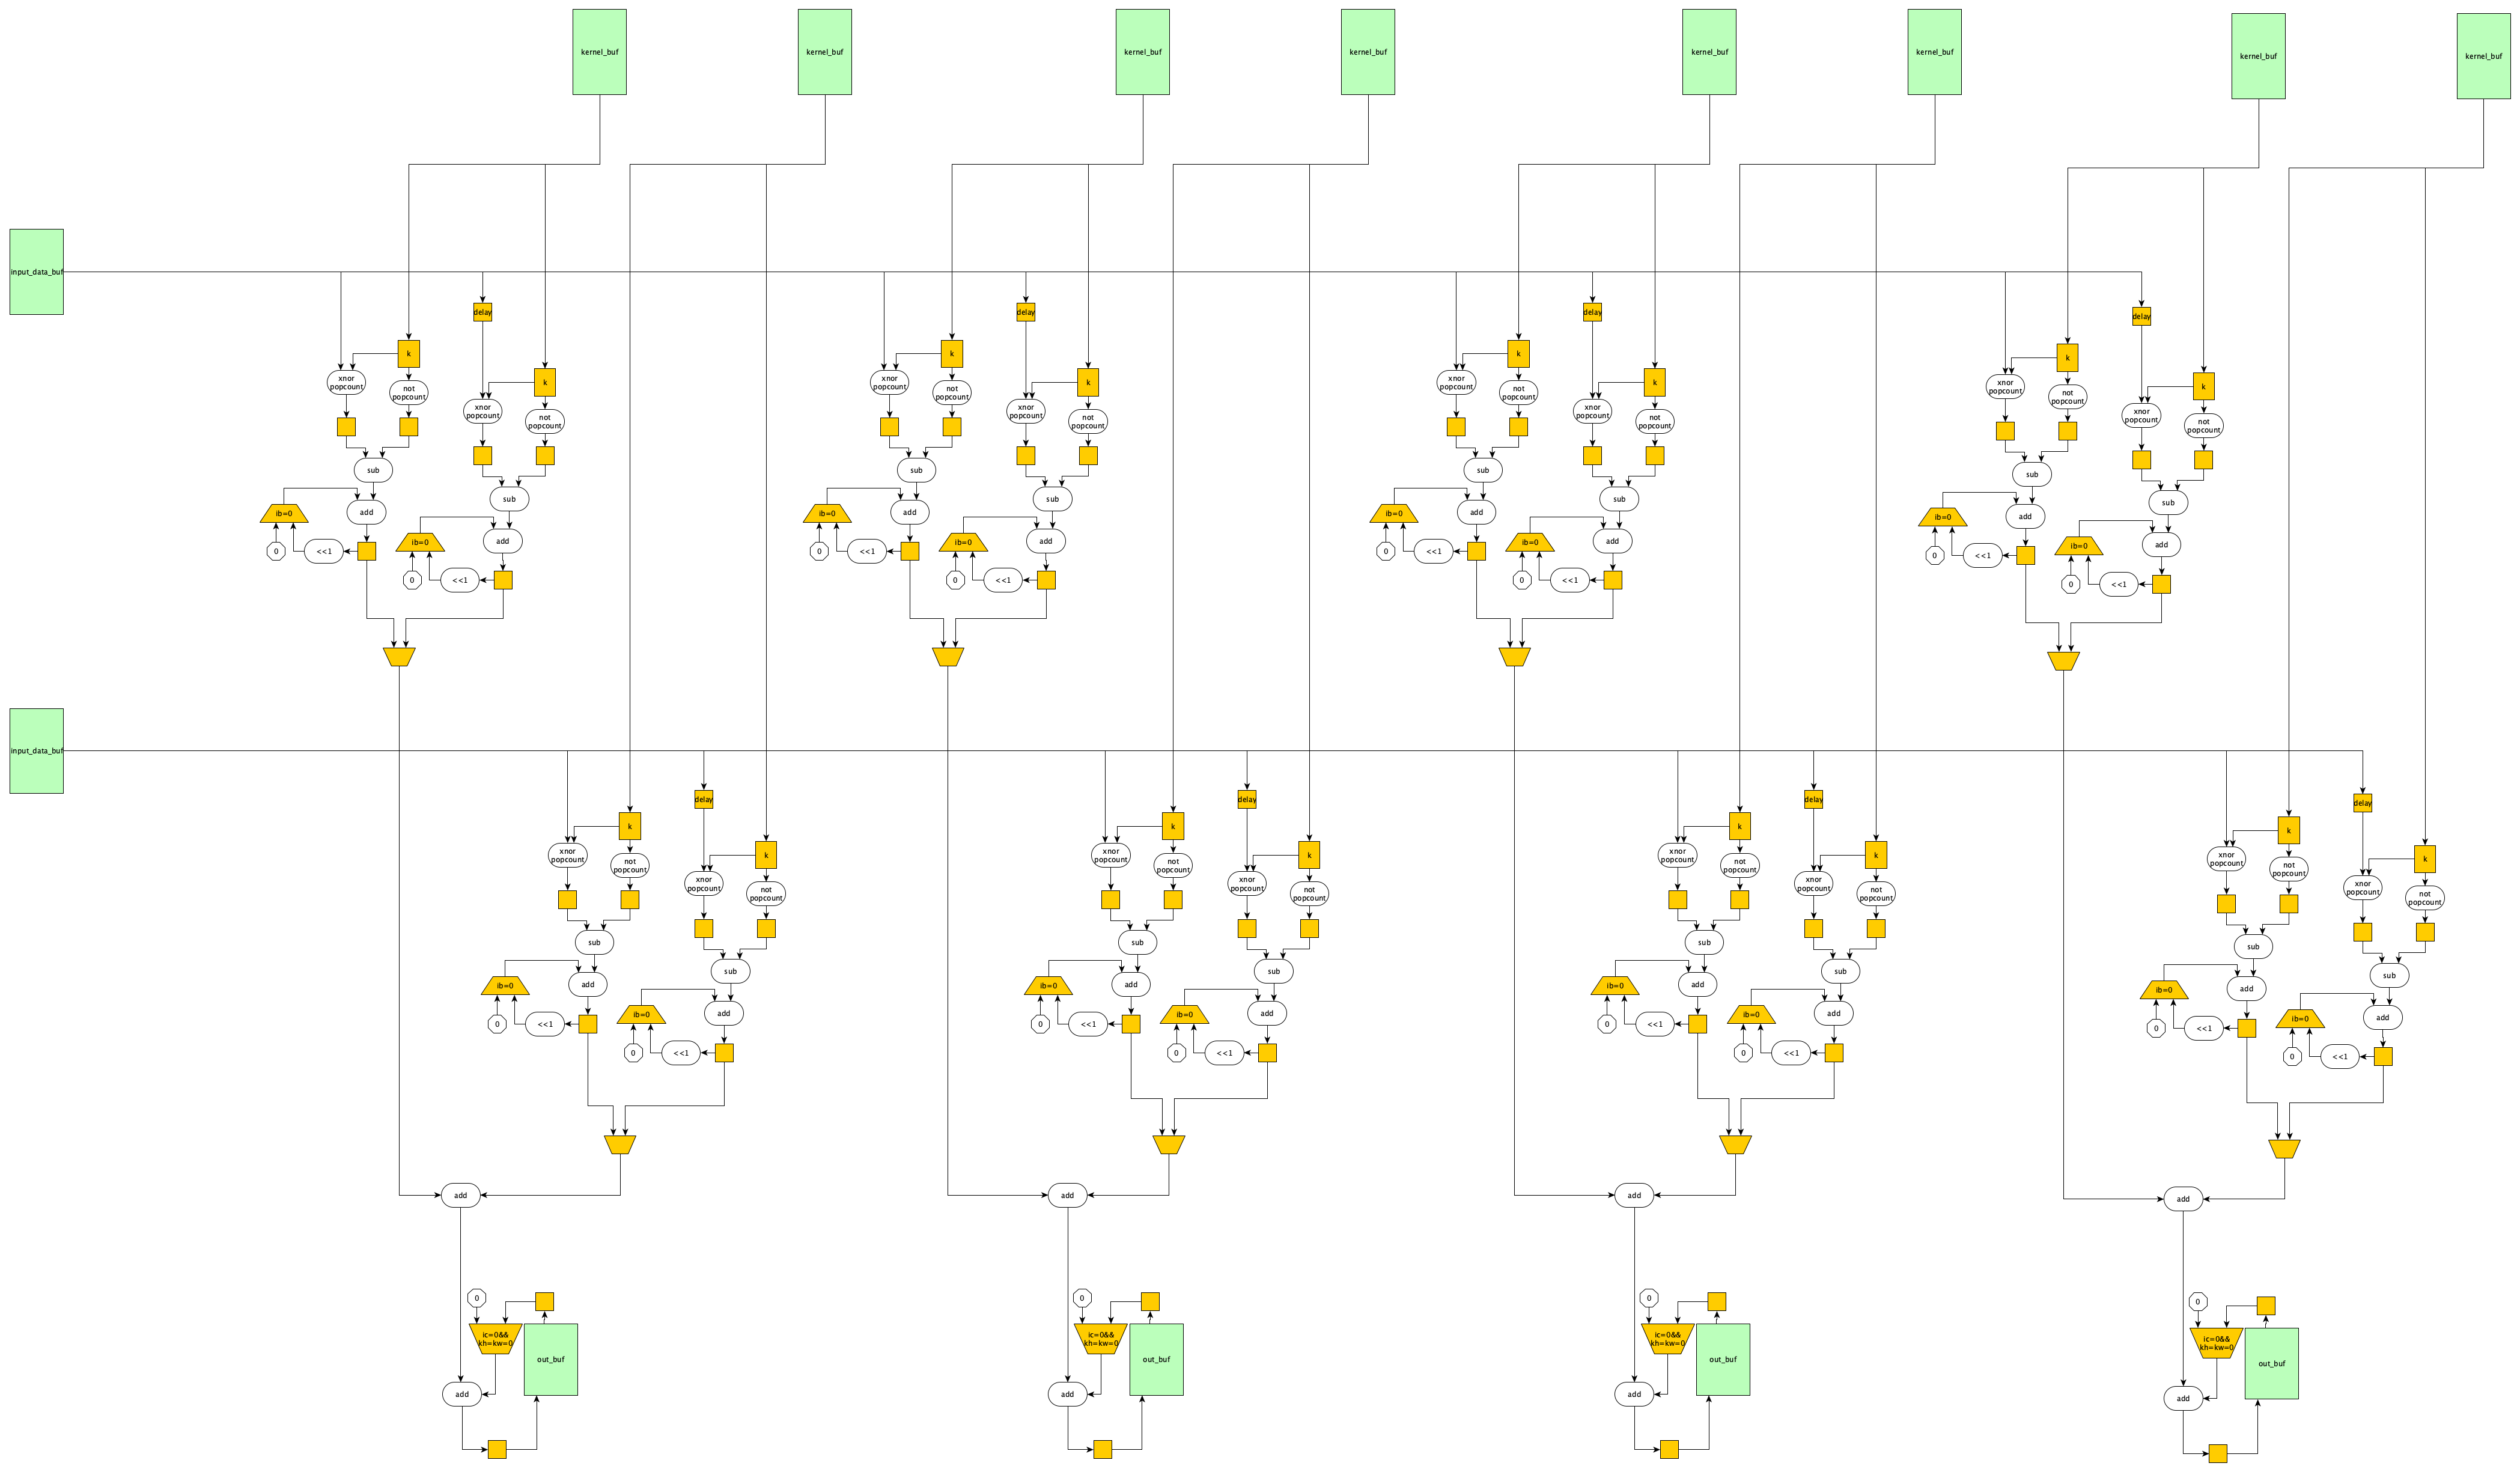 kernel_buf
kernel_buf
kernel_buf
kernel_buf
kernel_buf
kernel_buf
kernel_buf
kernel_buf
input_data_buf
delay
k
xnor
popcount
not
popcount
k
xnor
popcount
not
popcount
sub
sub
ib=0
add
ib=0
add
0
<<1
0
<<1
delay
k
xnor
popcount
not
popcount
k
xnor
popcount
not
popcount
sub
sub
ib=0
add
ib=0
add
0
<<1
0
<<1
delay
k
xnor
popcount
not
popcount
k
xnor
popcount
not
popcount
sub
sub
ib=0
add
ib=0
add
0
<<1
0
<<1
delay
k
xnor
popcount
not
popcount
k
xnor
popcount
not
popcount
sub
sub
ib=0
add
ib=0
add
0
<<1
0
<<1
input_data_buf
delay
k
xnor
popcount
not
popcount
k
xnor
popcount
not
popcount
sub
sub
ib=0
add
ib=0
add
0
<<1
0
<<1
delay
k
xnor
popcount
not
popcount
k
xnor
popcount
not
popcount
sub
sub
ib=0
add
ib=0
add
0
<<1
0
<<1
delay
k
xnor
popcount
not
popcount
k
xnor
popcount
not
popcount
sub
sub
ib=0
add
ib=0
add
0
<<1
0
<<1
delay
k
xnor
popcount
not
popcount
k
xnor
popcount
not
popcount
sub
sub
ib=0
add
ib=0
add
0
<<1
0
<<1
add
add
add
add
0
ic=0&&
kh=kw=0
out_buf
add
0
ic=0&&
kh=kw=0
out_buf
add
0
ic=0&&
kh=kw=0
out_buf
add
0
ic=0&&
kh=kw=0
out_buf
add